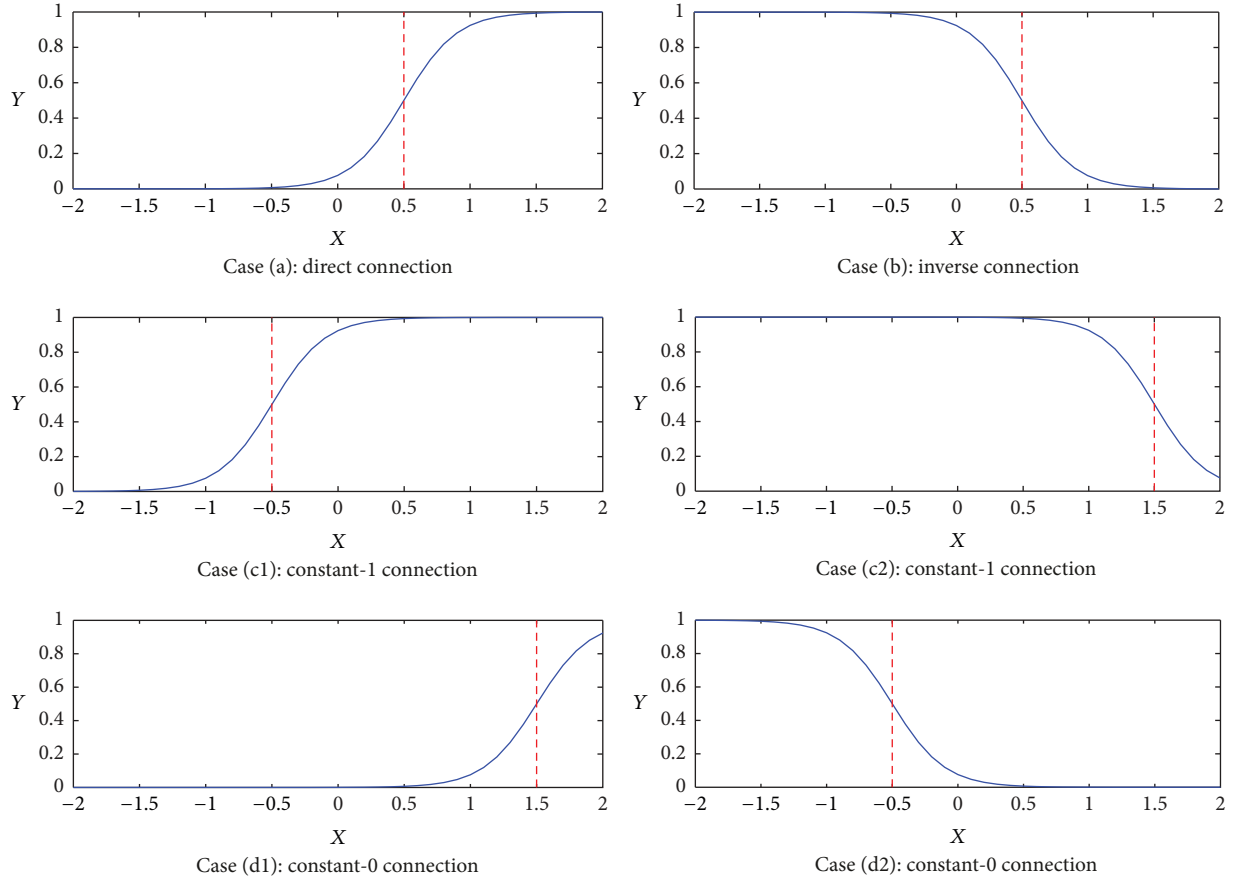 1
0.8
0.6
Y
0.4
0.2
0
−2 −1.5 −1 −0.5 0 0.5 1 1.5 2
X
Case (a): direct connection
1
0.8
0.6
Y
0.4
0.2
0
−2 −1.5 −1 −0.5 0 0.5 1 1.5 2
X
Case (b): inverse connection
1
0.8
0.6
Y
0.4
0.2
0
−2 −1.5 −1 −0.5 0 0.5 1 1.5 2
X
Case (c1): constant-1 connection
1
0.8
0.6
Y
0.4
0.2
0
−2 −1.5 −1 −0.5 0 0.5 1 1.5 2
X
Case (c2): constant-1 connection
1
0.8
0.6
Y
0.4
0.2
0
−2 −1.5 −1 −0.5 0 0.5 1 1.5 2
X
Case (d1): constant-0 connection
1
0.8
0.6
Y
0.4
0.2
0
−2 −1.5 −1 −0.5 0 0.5 1 1.5 2
X
Case (d2): constant-0 connection